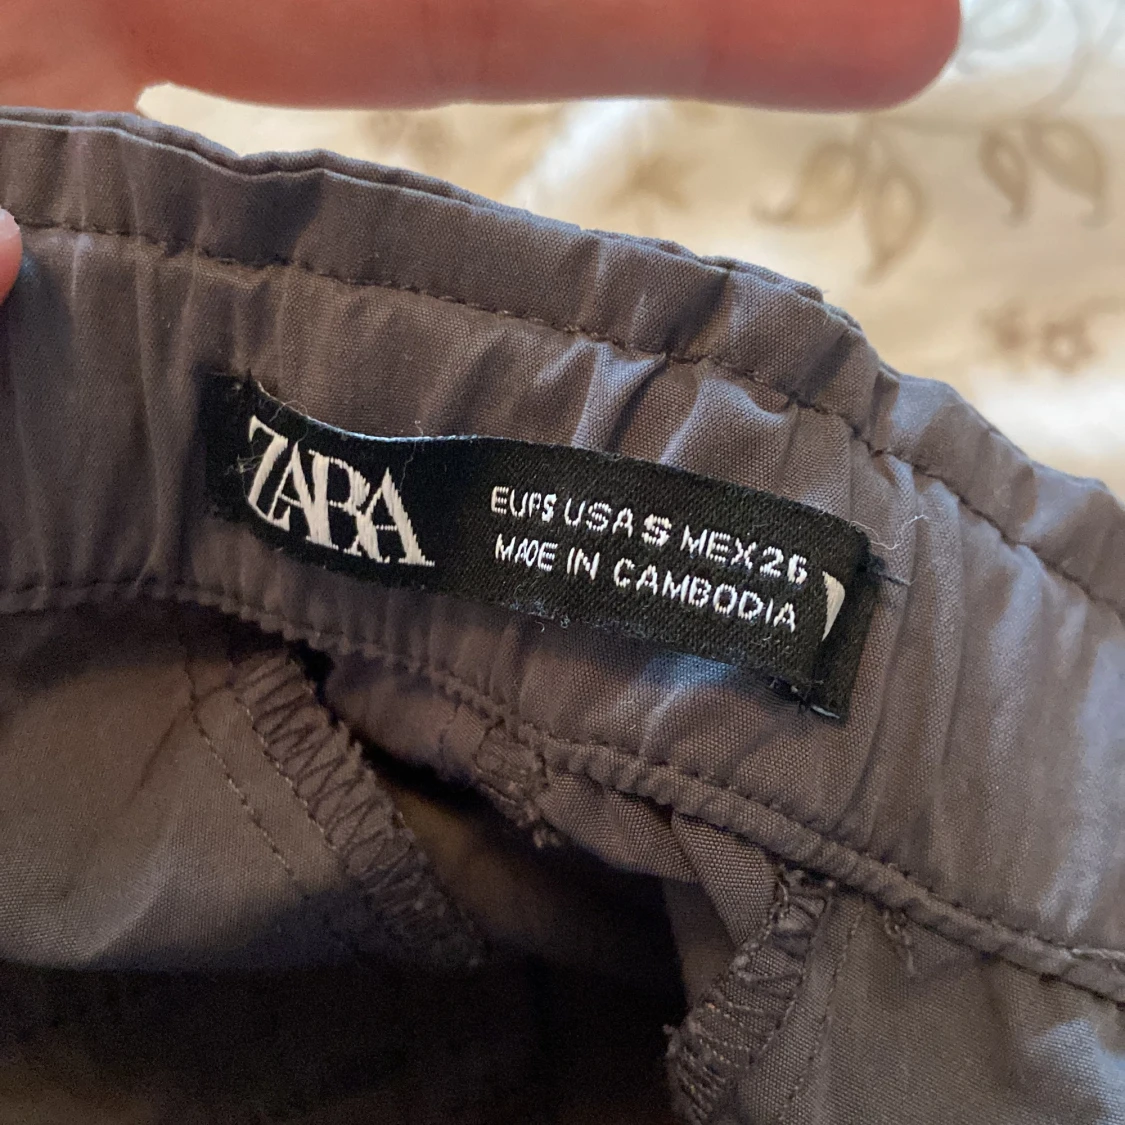 ZARA
EUR S USA S MEX 26
MADE IN CAMBODIA